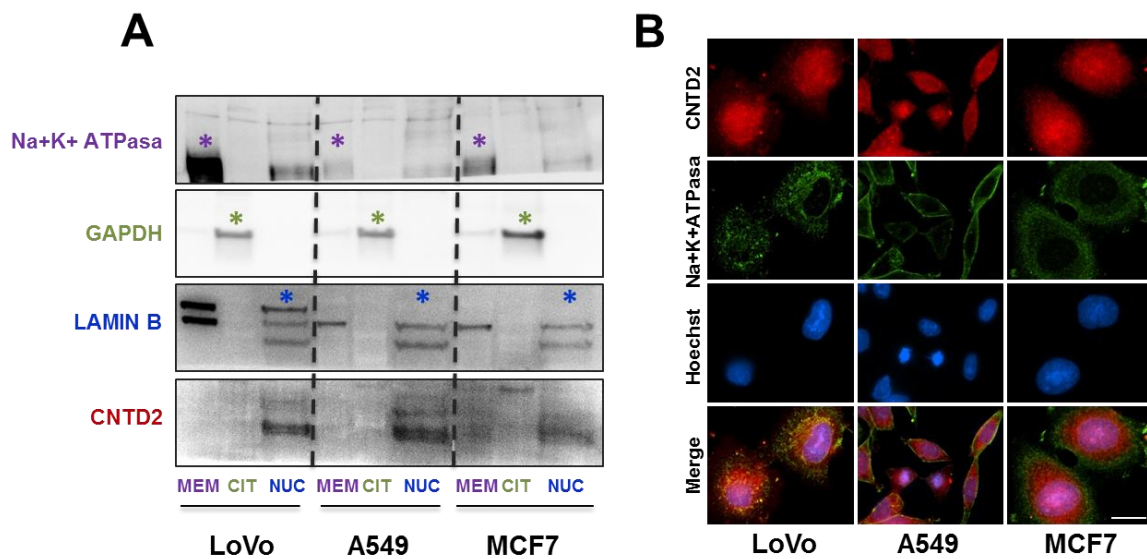 A
Na+K+ ATPasa
*
*
*
GAPDH
*
*
*
LAMIN B
*
*
*
CNTD2
MEM CIT NUC MEM CIT NUC MEM CIT NUC
LoVo A549 MCF7
B
CNTD2
Na+K+ATPasa
Hoechst
Merge
LoVo A549 MCF7